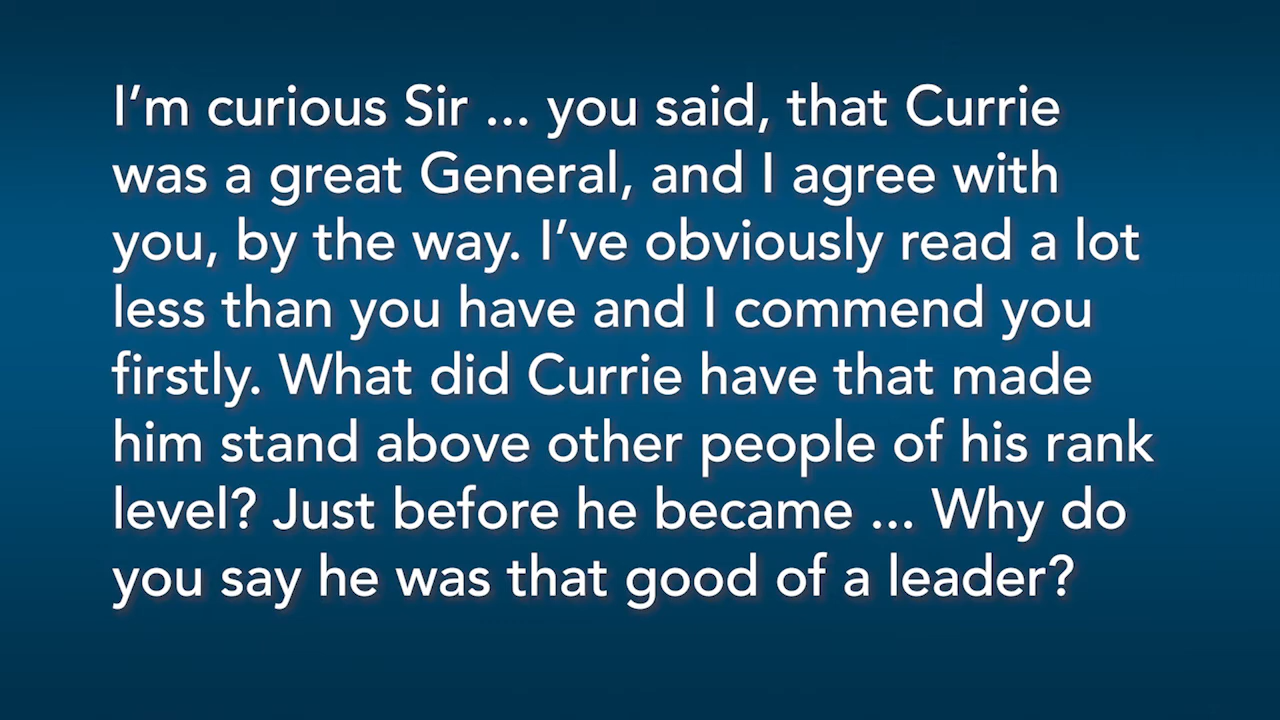 I’m curious Sir ... you said, that Currie
was a great General, and I agree with
you, by the way. I’ve obviously read a lot
less than you have and I commend you
firstly. What did Currie have that made
him stand above other people of his rank
level? Just before he became ... Why do
you say he was that good of a leader?